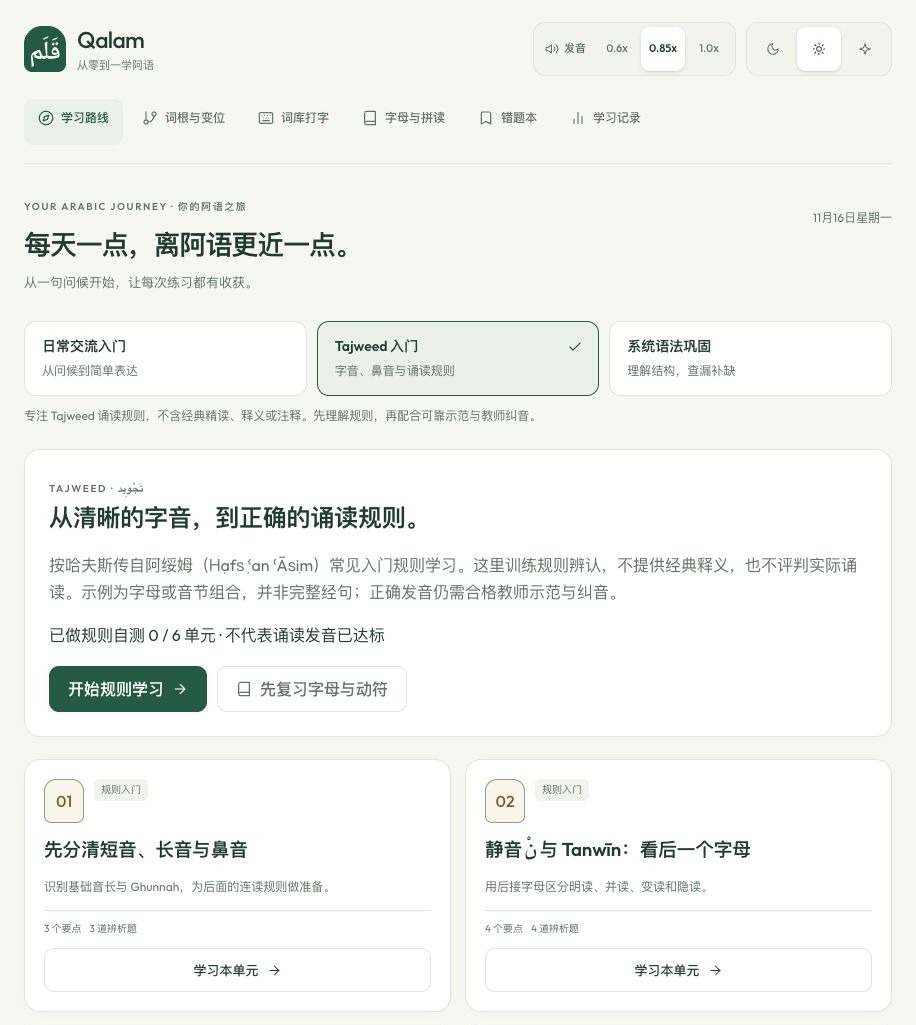 قَلَم
Qalam
从零到一学阿语
发音 0.6x 0.85x 1.0x
学习路线 词根与变位 词库打字 字母与拼读 错题本 学习记录
YOUR ARABIC JOURNEY · 你的阿语之旅
11月16日星期一
每天一点，离阿语更近一点。
从一句问候开始，让每次练习都有收获。
日常交流入门
从问候到简单表达
Tajweed 入门
字音、鼻音与诵读规则
系统语法巩固
理解结构，查漏补缺
专注 Tajweed 诵读规则，不含经典精读、释义或注释。先理解规则，再配合可靠示范与教师纠音。
TAJWEED · تَجْوِيد
从清晰的字音，到正确的诵读规则。
按哈夫斯传自阿绥姆（Ḥafṣ ʿan ʿĀṣim）常见入门规则学习。这里训练规则辨认，不提供经典释义，也不评判实际诵
读。示例为字母或音节组合，并非完整经句；正确发音仍需合格教师示范与纠音。
已做规则自测 0 / 6 单元 · 不代表诵读发音已达标
开始规则学习 → 先复习字母与动符
01 规则入门
先分清短音、长音与鼻音
识别基础音长与 Ghunnah，为后面的连读规则做准备。
3 个要点 3 道辨析题
学习本单元 →
02 规则入门
静音 نْ 与 Tanwīn：看后一个字母
用后接字母区分明读、并读、变读和隐读。
4 个要点 4 道辨析题
学习本单元 →